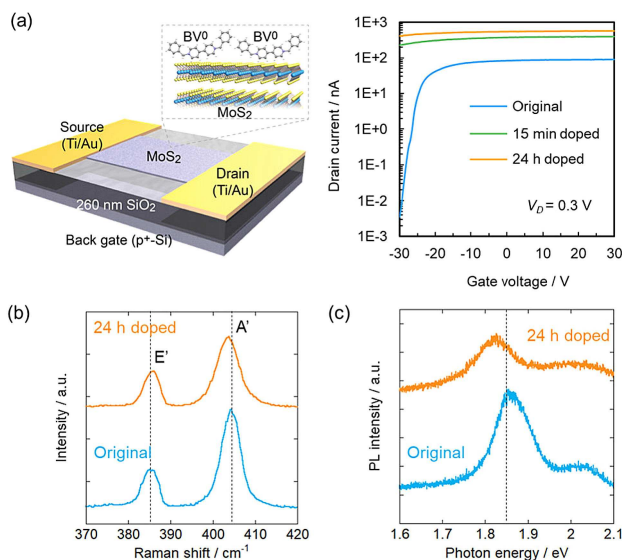 (a)
BV⁰ BV⁰
MoS₂
Source
(Ti/Au)
MoS₂
Drain
(Ti/Au)
260 nm SiO₂
Back gate (p⁺-Si)
Drain current / nA
1E+3
1E+2
1E+1
1E+0
1E-1
1E-2
1E-3
Original
15 min doped
24 h doped
V_D = 0.3 V
-30 -20 -10 0 10 20 30
Gate voltage / V
(b)
24 h doped
E'
A'
Original
Intensity / a.u.
370 380 390 400 410 420
Raman shift / cm⁻¹
(c)
24 h doped
Original
PL intensity / a.u.
1.6 1.7 1.8 1.9 2.0 2.1
Photon energy / eV